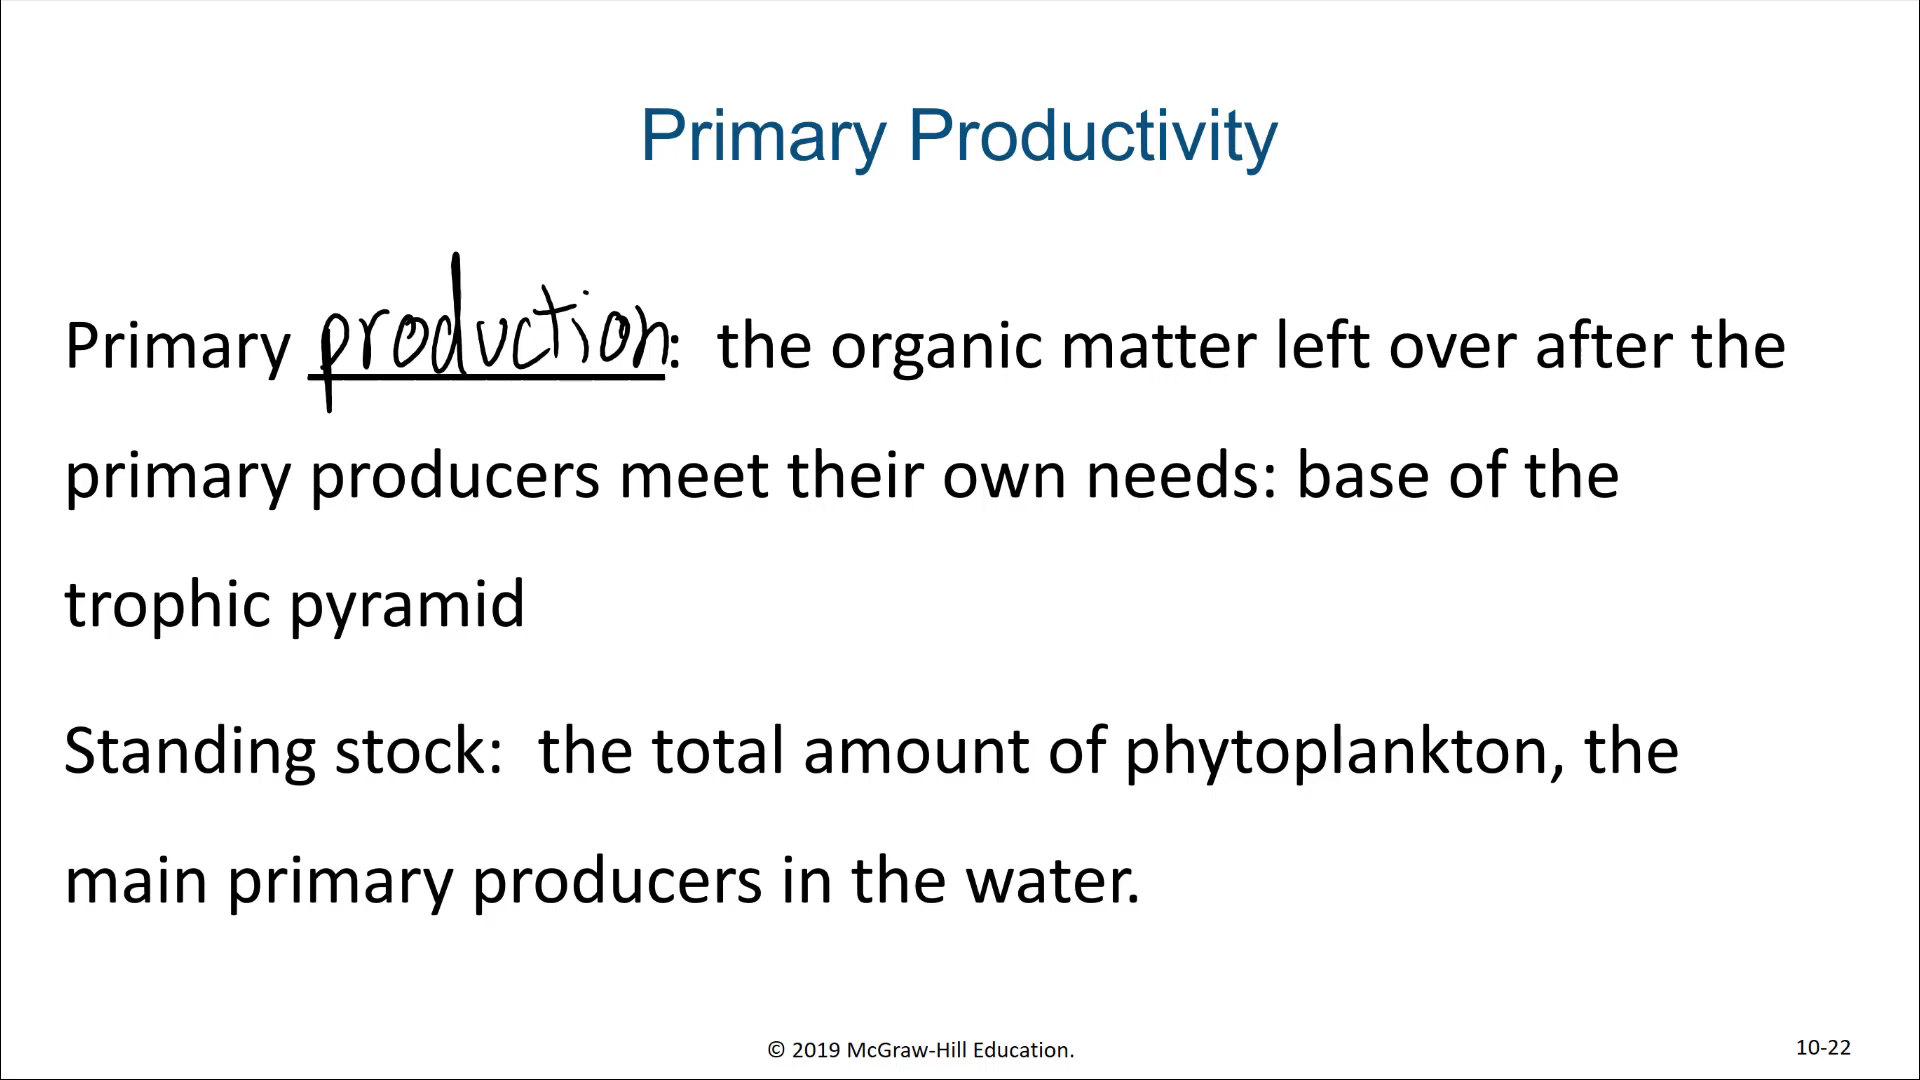 Primary Productivity
Primary production: the organic matter left over after the
primary producers meet their own needs: base of the
trophic pyramid
Standing stock: the total amount of phytoplankton, the
main primary producers in the water.
© 2019 McGraw-Hill Education.
10-22